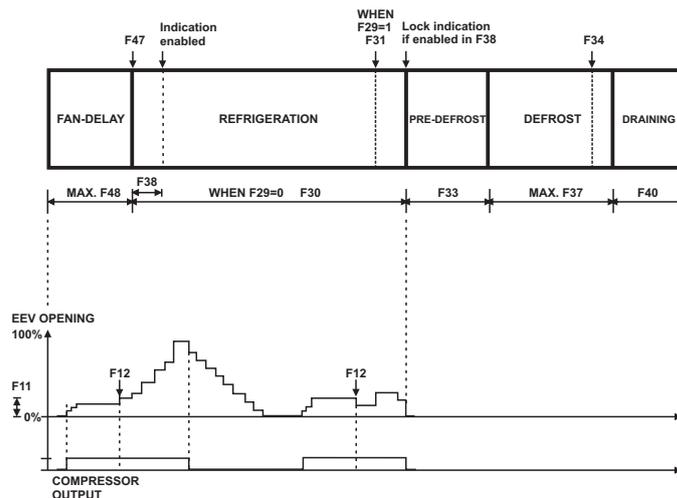 F47
Indication
enabled
WHEN
F29=1
F31
Lock indication
if enabled in F38
F34
FAN-DELAY
REFRIGERATION
PRE-DEFROST
DEFROST
DRAINING
MAX. F48
F38
WHEN F29=0 F30
F33
MAX. F37
F40
EEV OPENING
100%
F11
0%
F12
F12
COMPRESSOR
OUTPUT